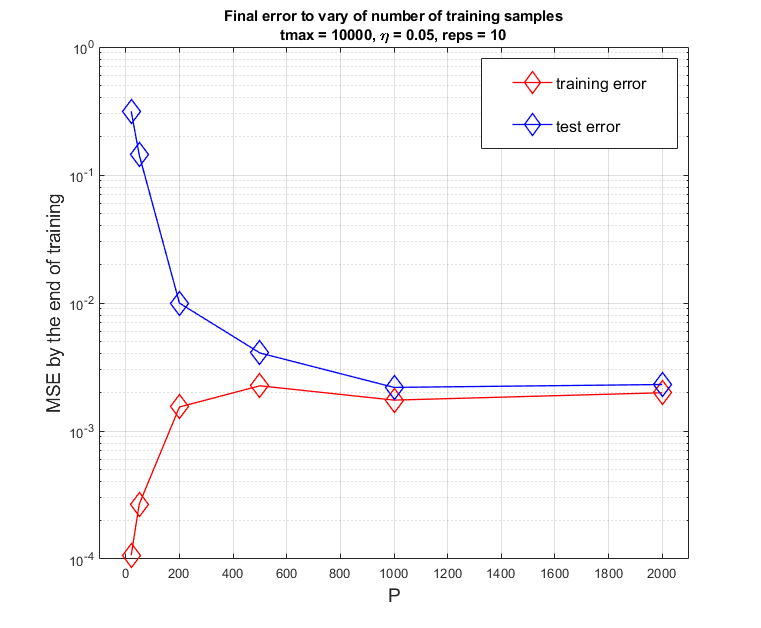 Final error to vary of number of training samples
tmax = 10000, η = 0.05, reps = 10
training error
test error
MSE by the end of training
10^0
10^-1
10^-2
10^-3
10^-4
0 200 400 600 800 1000 1200 1400 1600 1800 2000
P